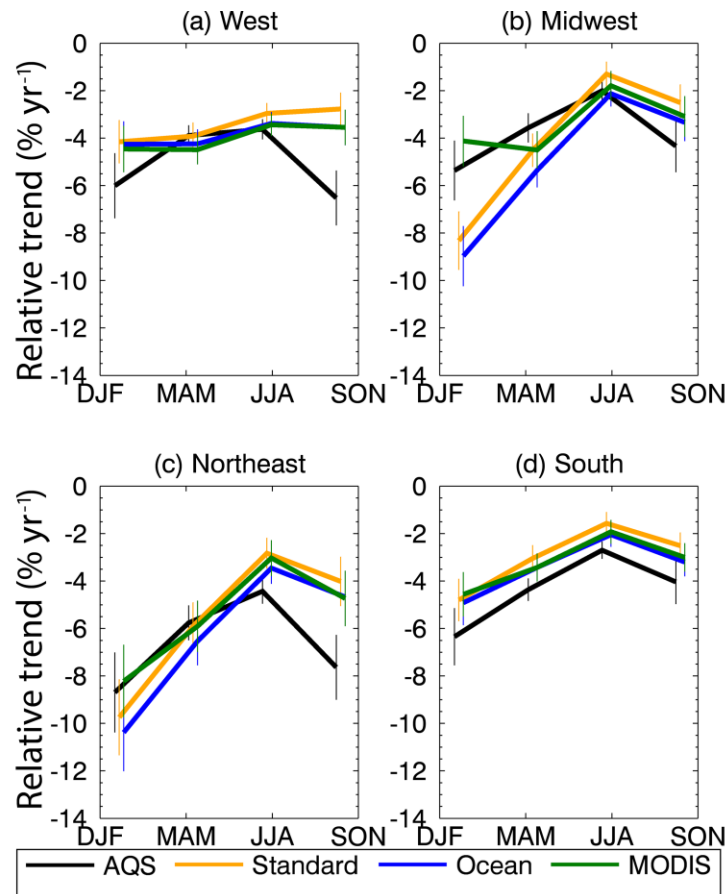 (a) West (b) Midwest
Relative trend (% yr⁻¹)
0 0
-2 -2
-4 -4
-6 -6
-8 -8
-10 -10
-12 -12
-14 -14
DJF MAM JJA SON DJF MAM JJA SON
(c) Northeast (d) South
Relative trend (% yr⁻¹)
0 0
-2 -2
-4 -4
-6 -6
-8 -8
-10 -10
-12 -12
-14 -14
DJF MAM JJA SON DJF MAM JJA SON
AQS Standard Ocean MODIS